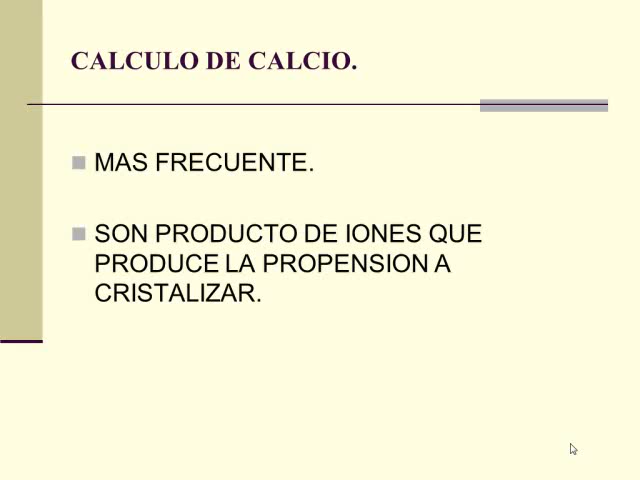 CALCULO DE CALCIO.
MAS FRECUENTE.
SON PRODUCTO DE IONES QUE
PRODUCE LA PROPENSION A
CRISTALIZAR.